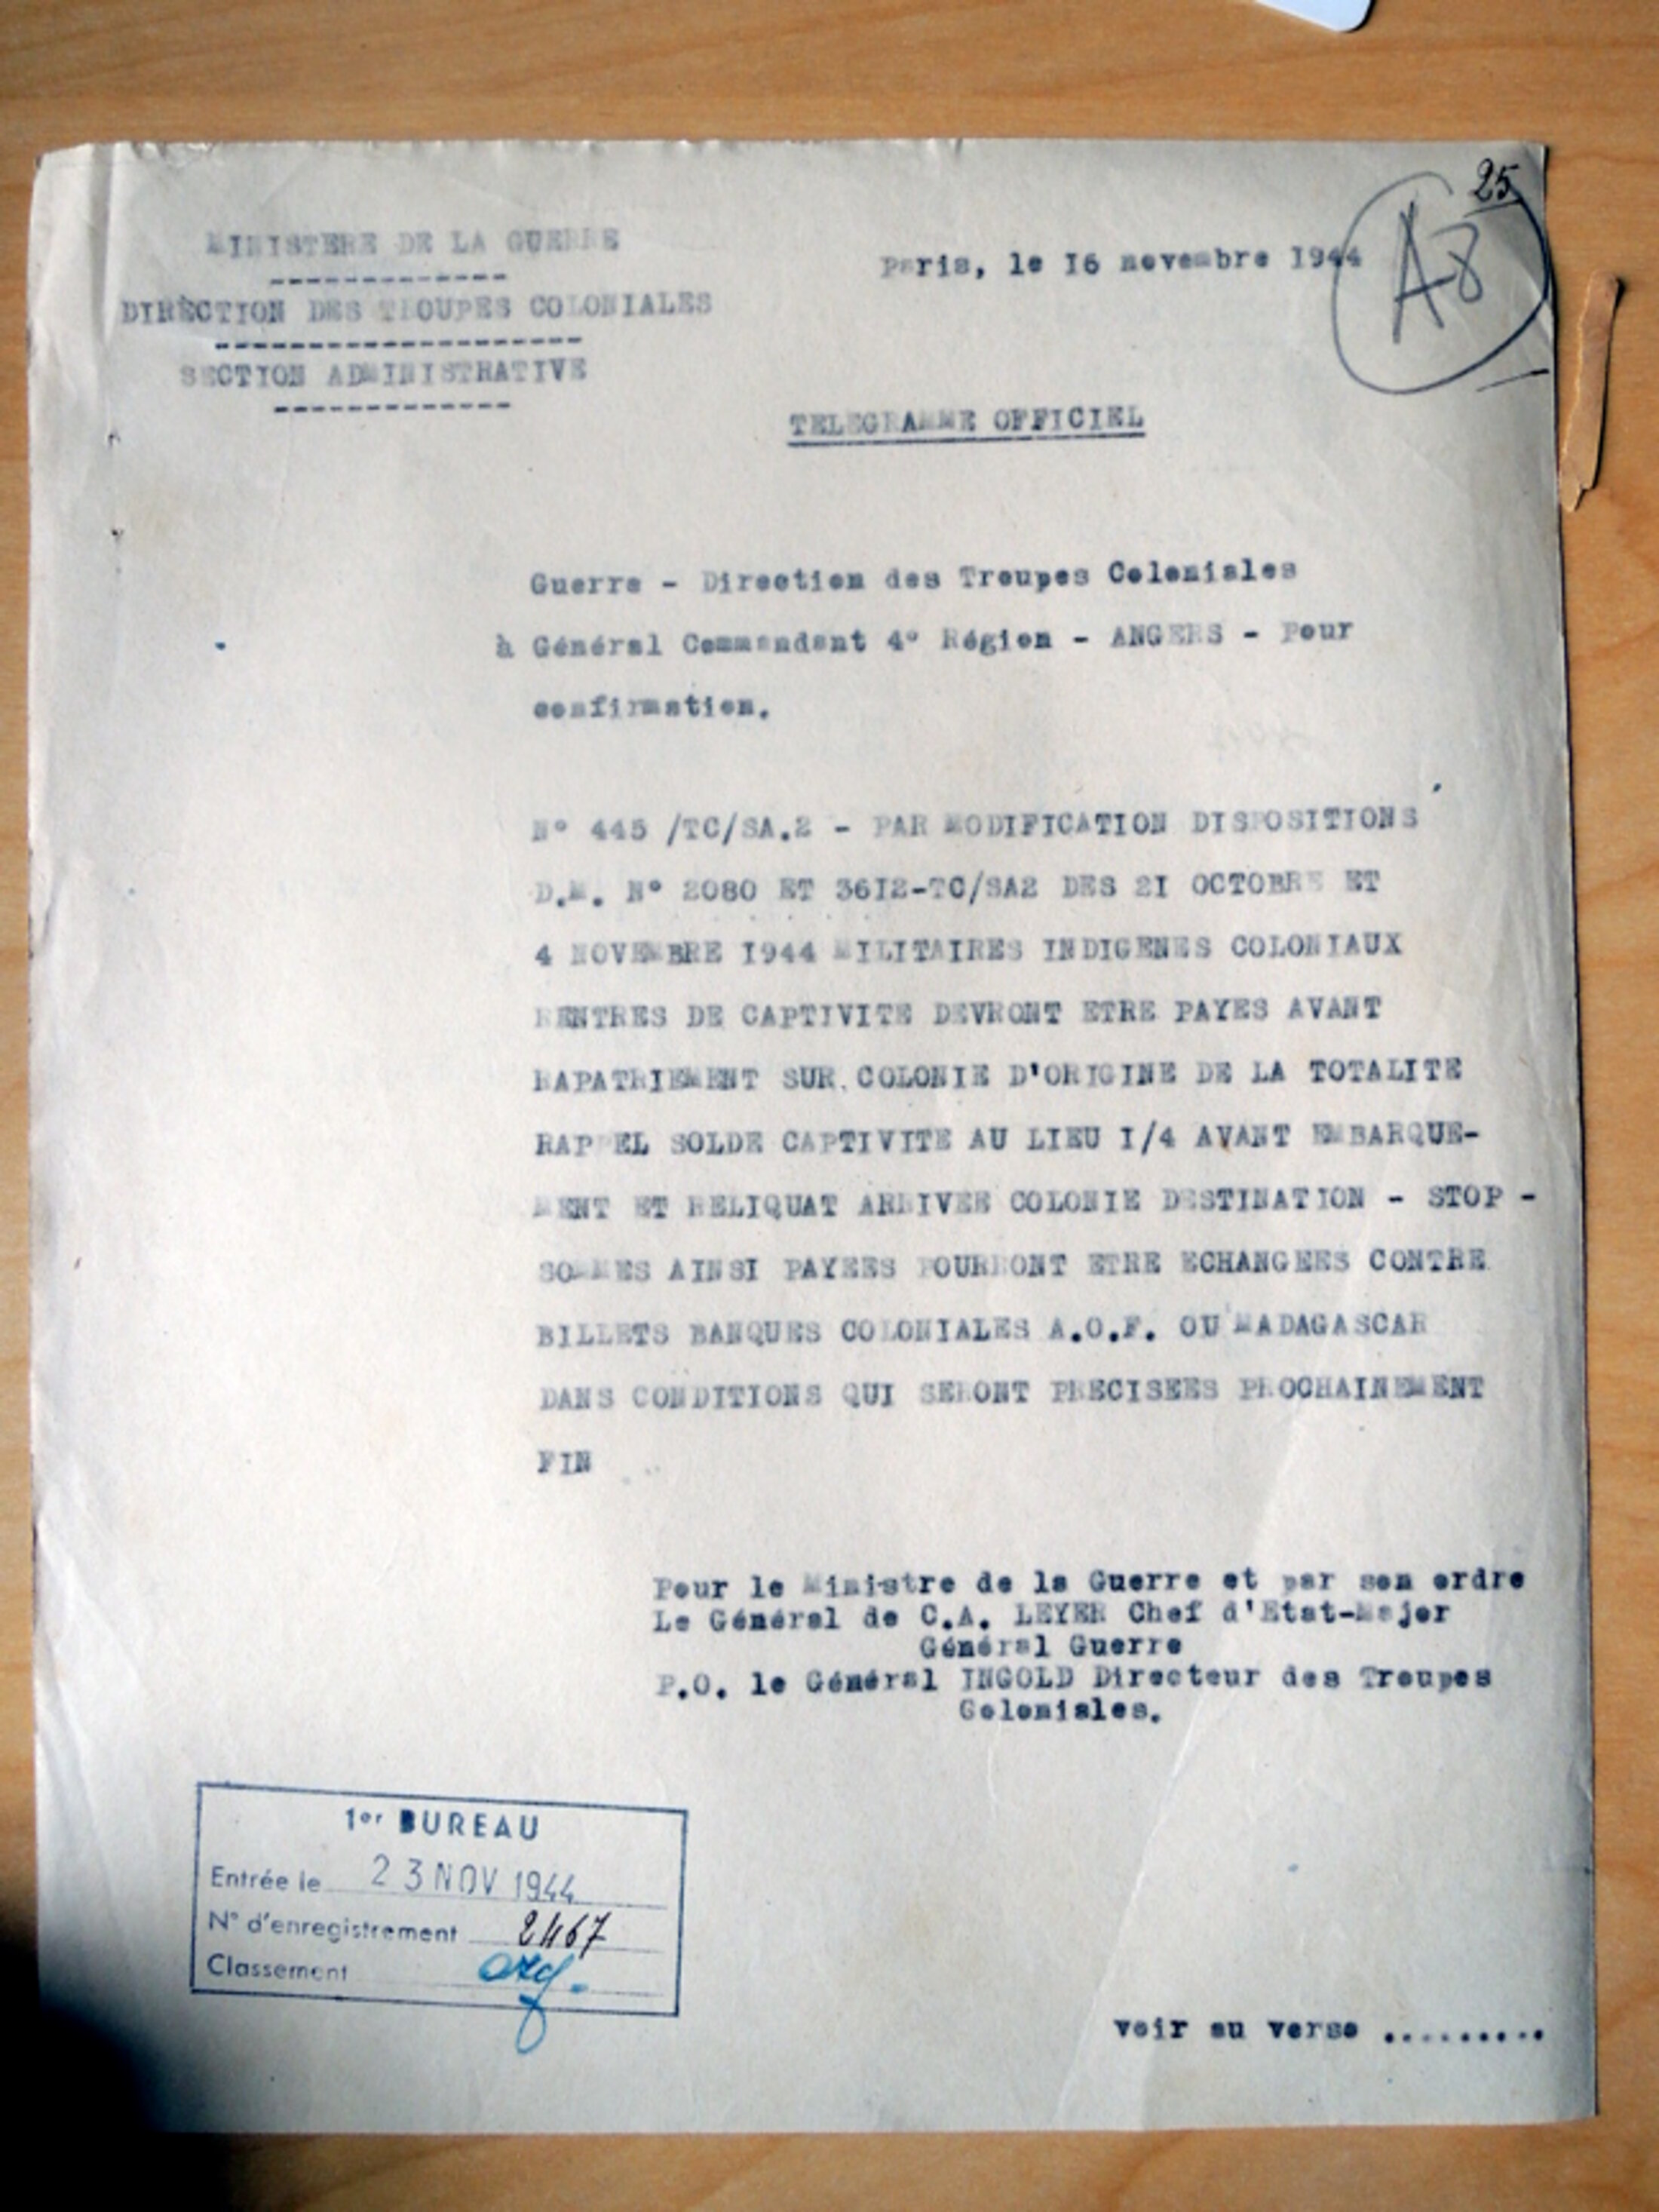 25
A8
MINISTERE DE LA GUERRE
-------------
DIRECTION DES TROUPES COLONIALES
--------------------
SECTION ADMINISTRATIVE
-------------
Paris, le I6 novembre I944
TELEGRAMME OFFICIEL
Guerre - Direction des Troupes Coloniales
à Général Commandant 4° Région - ANGERS - Pour
confirmation.
N° 445 /TC/SA.2 - PAR MODIFICATION DISPOSITIONS
D.M. N° 2080 ET 36I2-TC/SA2 DES 2I OCTOBRE ET
4 NOVEMBRE I944 MILITAIRES INDIGENES COLONIAUX
RENTRES DE CAPTIVITE DEVRONT ETRE PAYES AVANT
RAPATRIEMENT SUR COLONIE D'ORIGINE DE LA TOTALITE
RAPPEL SOLDE CAPTIVITE AU LIEU I/4 AVANT EMBARQUE-
MENT ET RELIQUAT ARRIVEE COLONIE DESTINATION - STOP -
SOMMES AINSI PAYEES POURRONT ETRE ECHANGEES CONTRE
BILLETS BANQUES COLONIALES A.O.F. OU MADAGASCAR
DANS CONDITIONS QUI SERONT PRECISEES PROCHAINEMENT
FIN
Pour le Ministre de la Guerre et par son ordre
Le Général de C.A. LEYER Chef d'Etat-Major
Général Guerre
P.O. le Général INGOLD Directeur des Troupes
Coloniales.
1er BUREAU
Entrée le 23 NOV 1944
N° d'enregistrement 2467
Classement org.
voir au verso .........